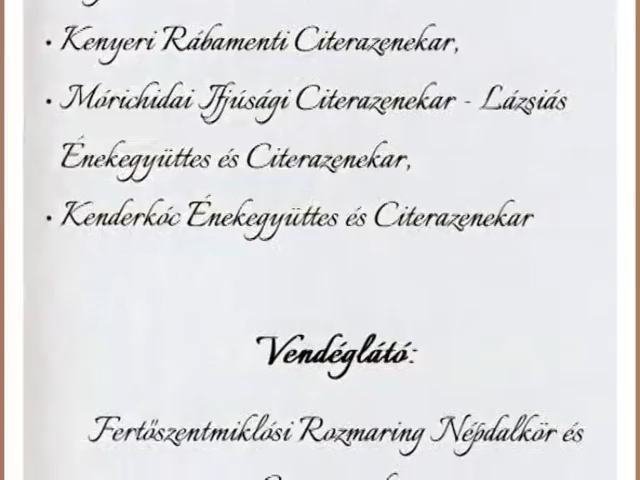 • Kenyeri Rábamenti Citerazenekar,
• Mórichidai Ifjúsági Citerazenekar - Lázsiás
Énekegyüttes és Citerazenekar,
• Kenderkóc Énekegyüttes és Citerazenekar
Vendéglátó:
Fertőszentmiklósi Rozmaring Népdalkör és